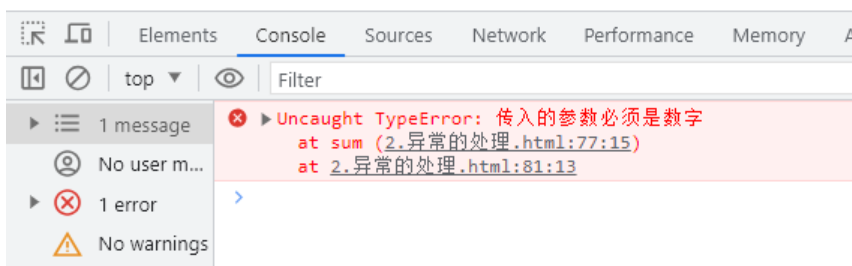 Elements Console Sources Network Performance Memory
top ▼ Filter
1 message
No user m...
1 error
No warnings
Uncaught TypeError: 传入的参数必须是数字
at sum (2.异常的处理.html:77:15)
at 2.异常的处理.html:81:13